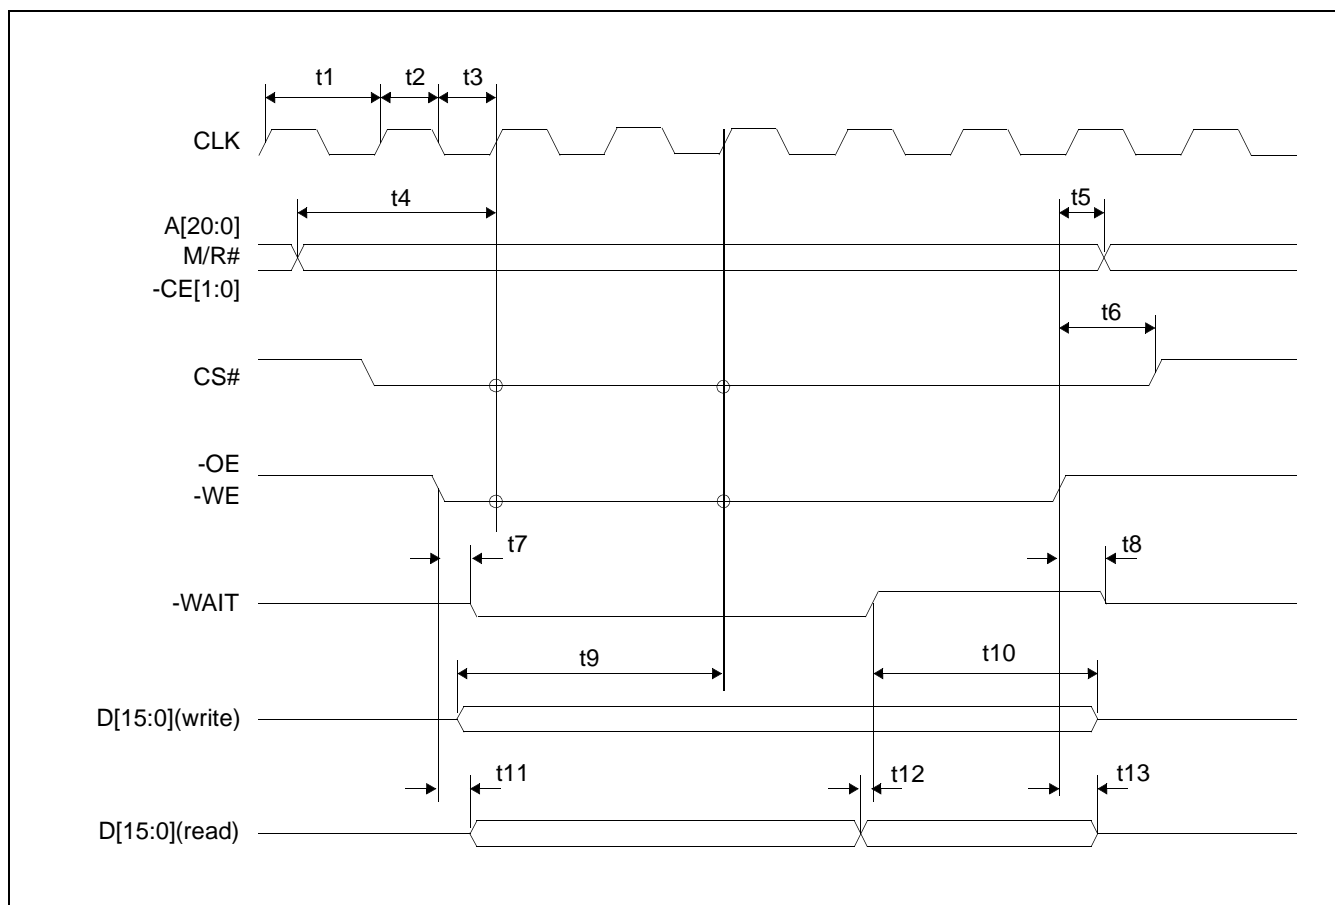 t1
t2
t3
CLK
t4
t5
A[20:0]
M/R#
-CE[1:0]
t6
CS#
-OE
-WE
t7
t8
-WAIT
t9
t10
D[15:0](write)
t11
t12
t13
D[15:0](read)